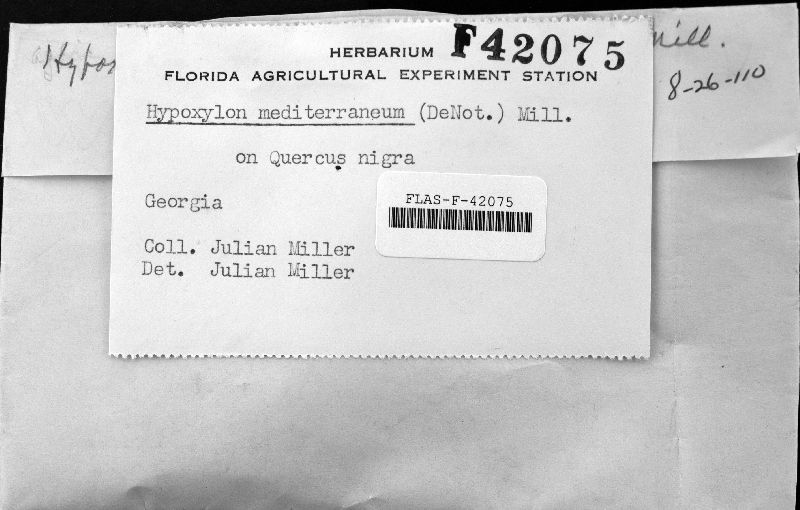 Hypox
Mill.
8-26-110
HERBARIUM F42075
FLORIDA AGRICULTURAL EXPERIMENT STATION
Hypoxylon mediterraneum (DeNot.) Mill.
on Quercus nigra
Georgia
FLAS-F-42075
Coll. Julian Miller
Det. Julian Miller